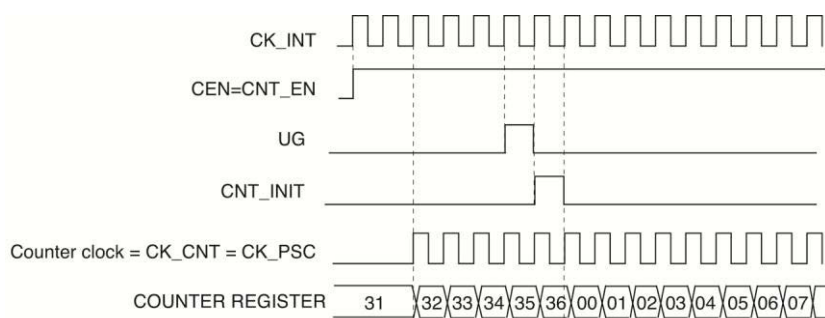 CK_INT
CEN=CNT_EN
UG
CNT_INIT
Counter clock = CK_CNT = CK_PSC
COUNTER REGISTER 31 32 33 34 35 36 00 01 02 03 04 05 06 07